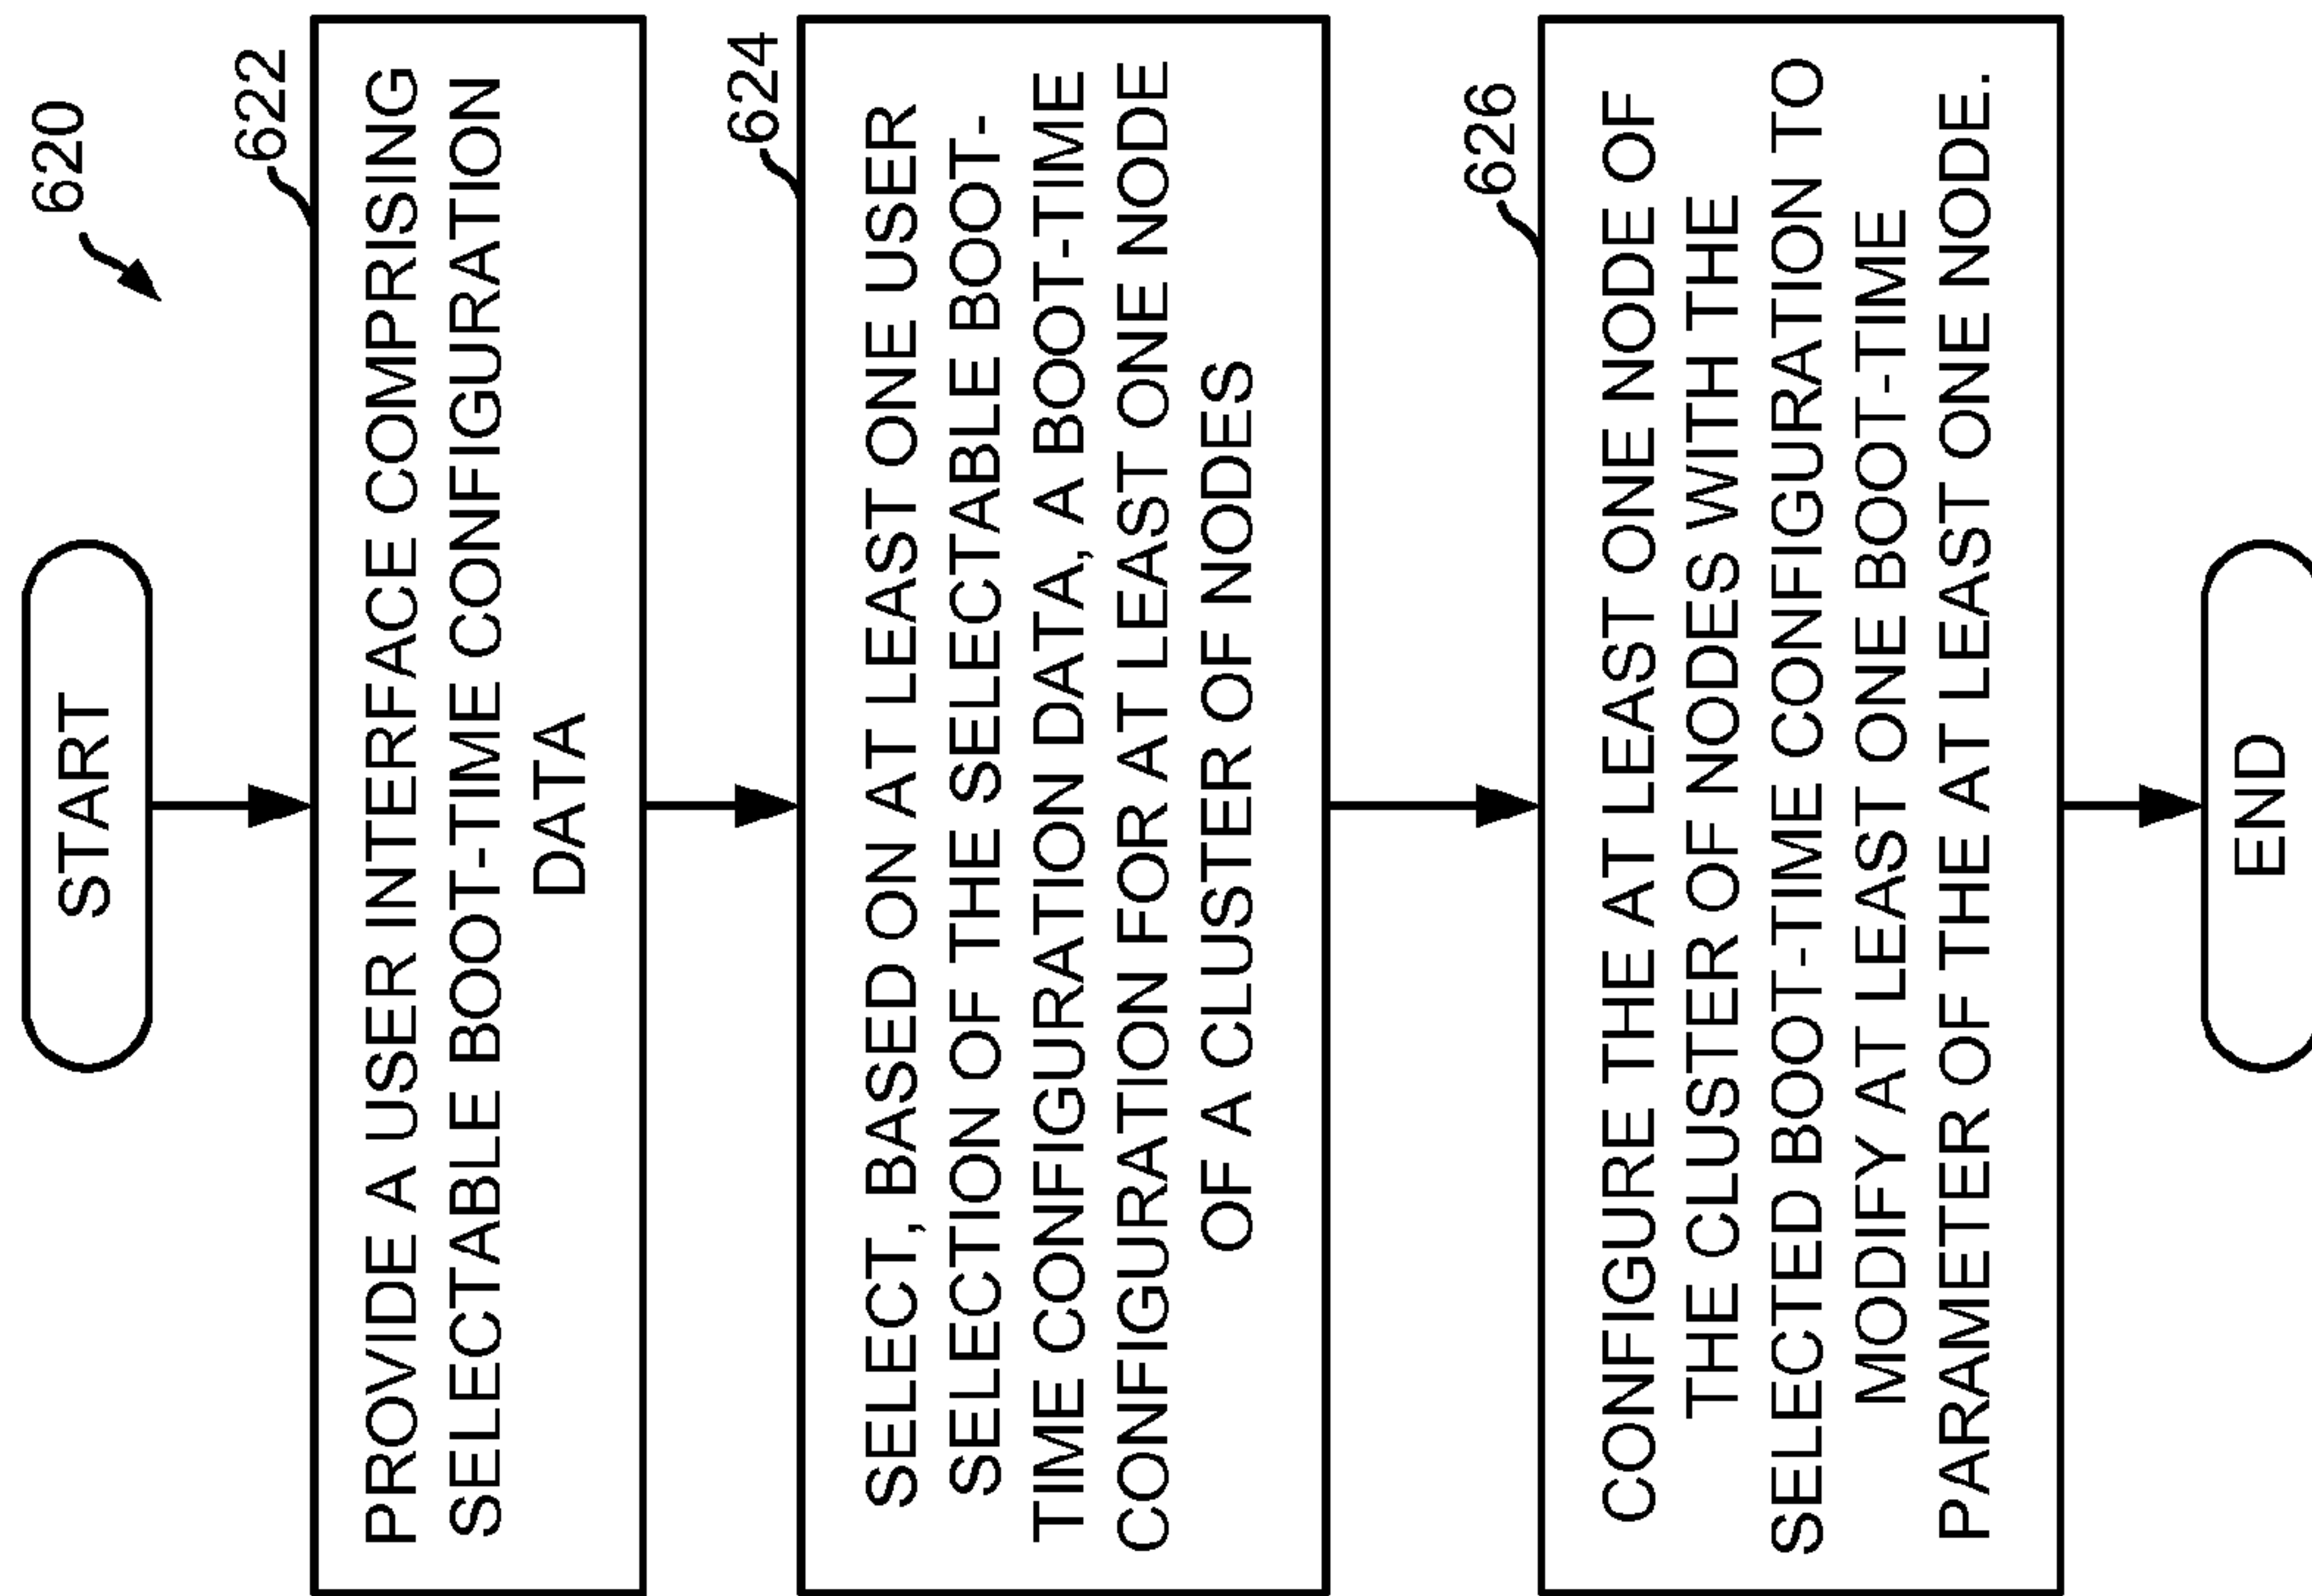 620
START
622
PROVIDE A USER INTERFACE COMPRISING
SELECTABLE BOOT-TIME CONFIGURATION
DATA
624
SELECT, BASED ON AT LEAST ONE USER
SELECTION OF THE SELECTABLE BOOT-
TIME CONFIGURATION DATA, A BOOT-TIME
CONFIGURATION FOR AT LEAST ONE NODE
OF A CLUSTER OF NODES
626
CONFIGURE THE AT LEAST ONE NODE OF
THE CLUSTER OF NODES WITH THE
SELECTED BOOT-TIME CONFIGURATION TO
MODIFY AT LEAST ONE BOOT-TIME
PARAMETER OF THE AT LEAST ONE NODE.
END